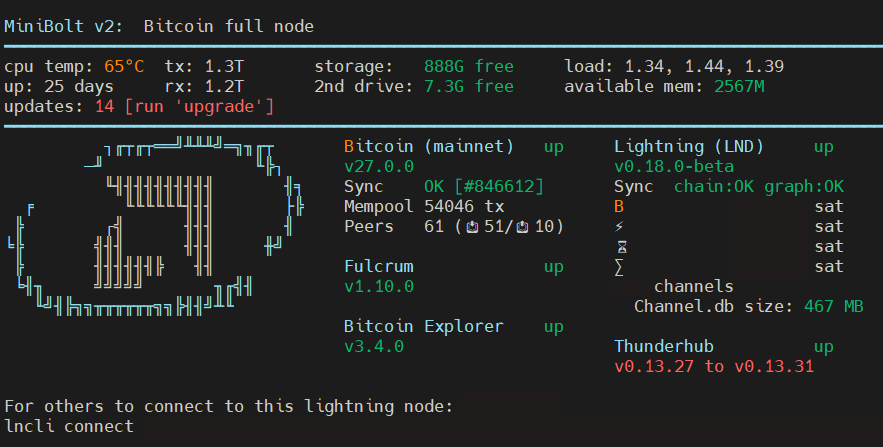 MiniBolt v2: Bitcoin full node
cpu temp: 65°C tx: 1.3T storage: 888G free load: 1.34, 1.44, 1.39
up: 25 days rx: 1.2T 2nd drive: 7.3G free available mem: 2567M
updates: 14 [run 'upgrade']
Bitcoin (mainnet) up
v27.0.0
Sync OK [#846612]
Mempool 54046 tx
Peers 61 (📥51/📤10)
Fulcrum up
v1.10.0
Bitcoin Explorer up
v3.4.0
Lightning (LND) up
v0.18.0-beta
Sync chain:OK graph:OK
B sat
⚡ sat
⏳ sat
∑ sat
channels
Channel.db size: 467 MB
Thunderhub up
v0.13.27 to v0.13.31
For others to connect to this lightning node:
lncli connect